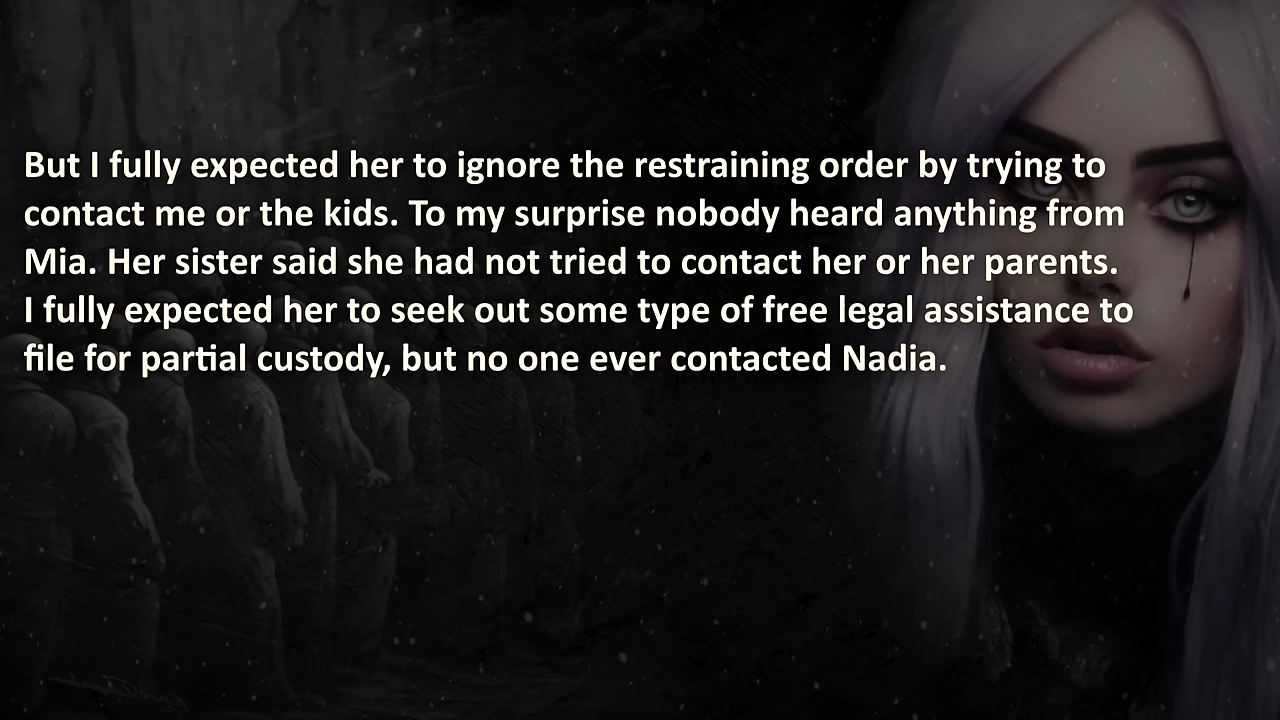 But I fully expected her to ignore the restraining order by trying to
contact me or the kids. To my surprise nobody heard anything from
Mia. Her sister said she had not tried to contact her or her parents.
I fully expected her to seek out some type of free legal assistance to
file for partial custody, but no one ever contacted Nadia.